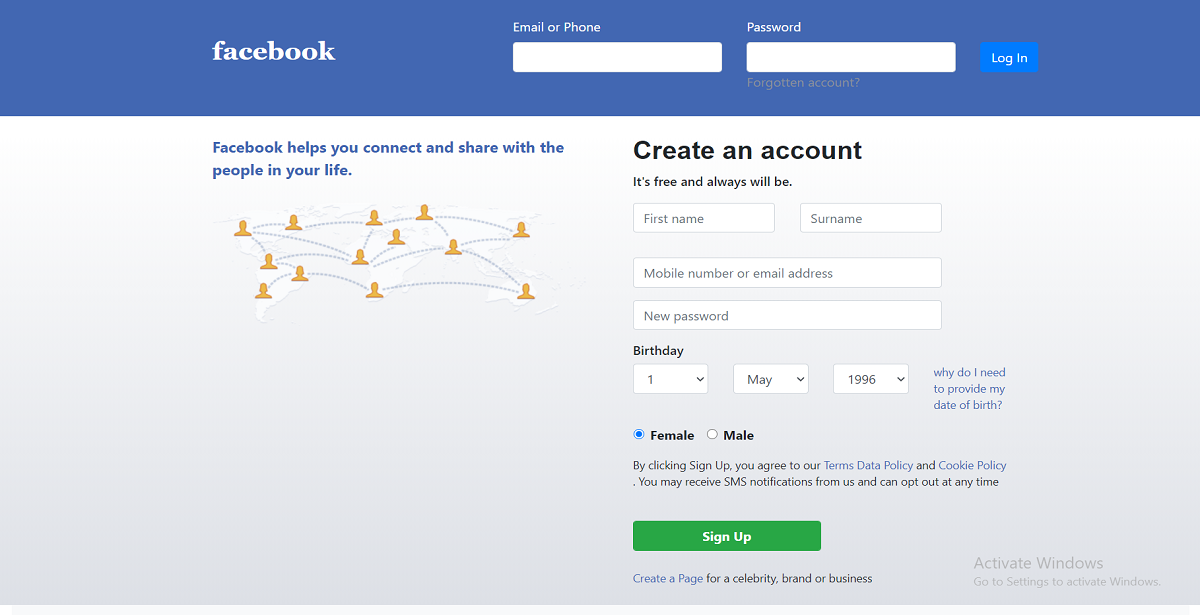 facebook
Email or Phone
Password
Log In
Forgotten account?
Facebook helps you connect and share with the
people in your life.
Create an account
It's free and always will be.
First name
Surname
Mobile number or email address
New password
Birthday
1
May
1996
why do I need
to provide my
date of birth?
Female
Male
By clicking Sign Up, you agree to our Terms Data Policy and Cookie Policy
. You may receive SMS notifications from us and can opt out at any time
Sign Up
Create a Page for a celebrity, brand or business
Activate Windows
Go to Settings to activate Windows.